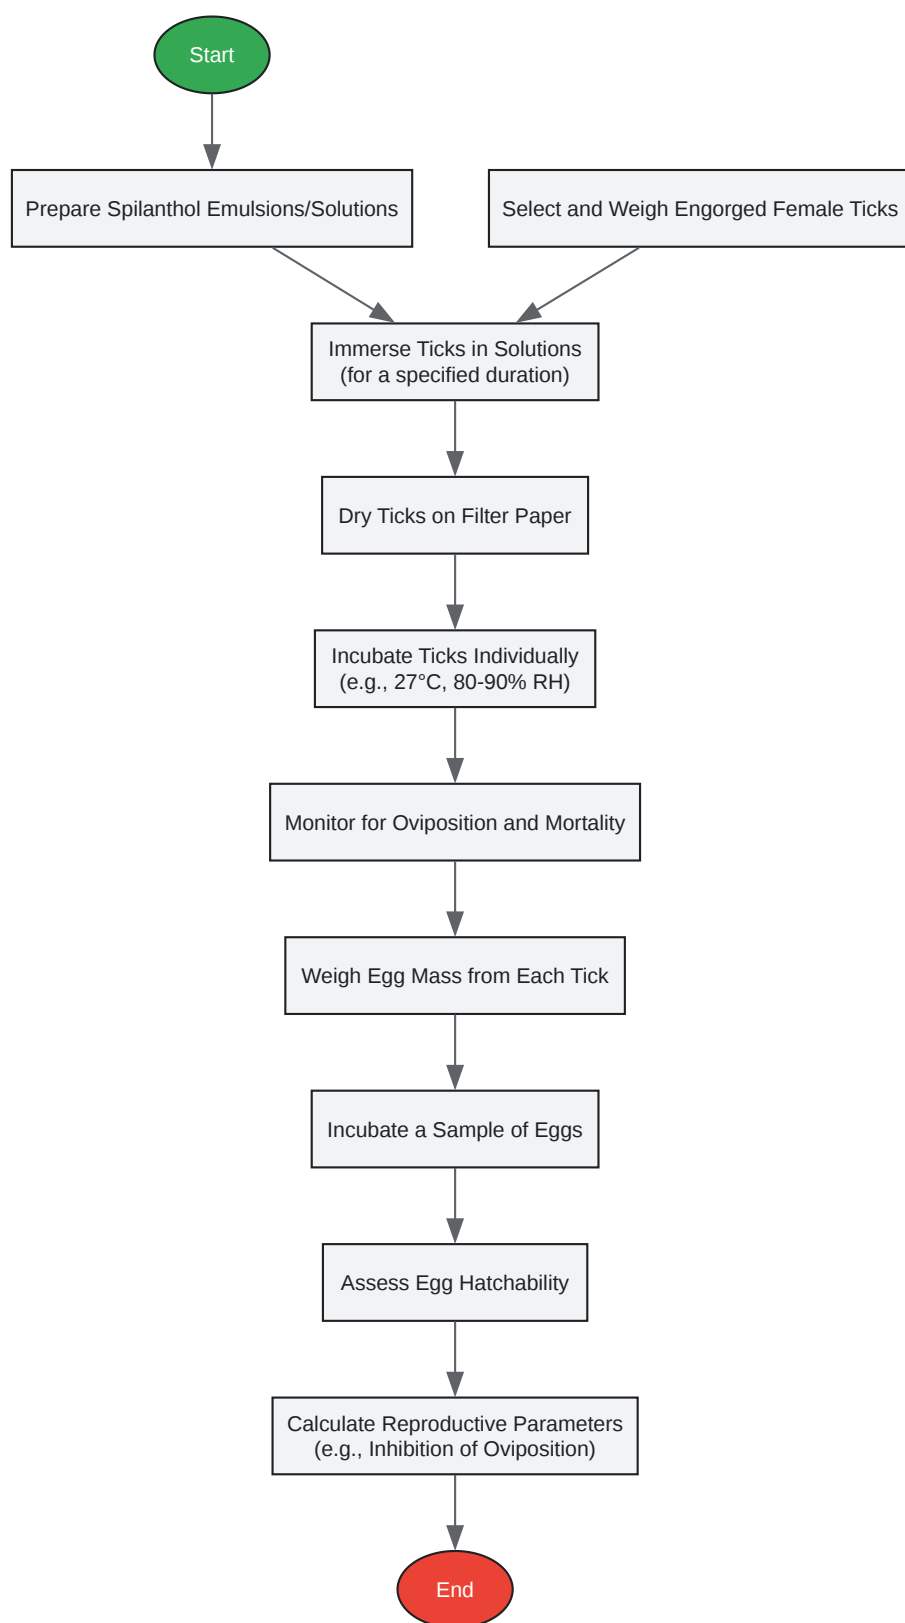 Start
Prepare Spilanthol Emulsions/Solutions
Select and Weigh Engorged Female Ticks
Immerse Ticks in Solutions
(for a specified duration)
Dry Ticks on Filter Paper
Incubate Ticks Individually
(e.g., 27°C, 80-90% RH)
Monitor for Oviposition and Mortality
Weigh Egg Mass from Each Tick
Incubate a Sample of Eggs
Assess Egg Hatchability
Calculate Reproductive Parameters
(e.g., Inhibition of Oviposition)
End